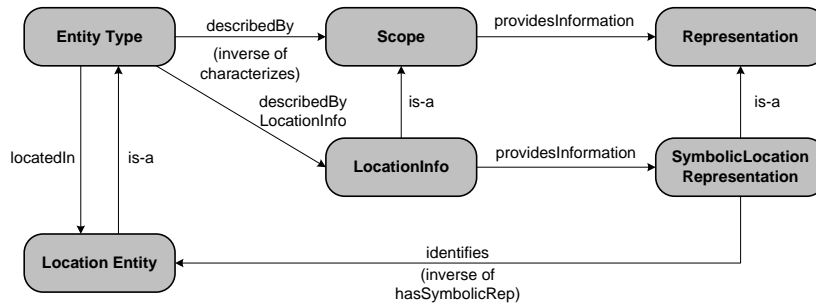 describedBy
providesInformation
Entity Type
Scope
Representation
(inverse of
characterizes)
describedBy
LocationInfo
is-a
is-a
locatedIn
is-a
LocationInfo
providesInformation
SymbolicLocation
Representation
Location Entity
identifies
(inverse of
hasSymbolicRep)